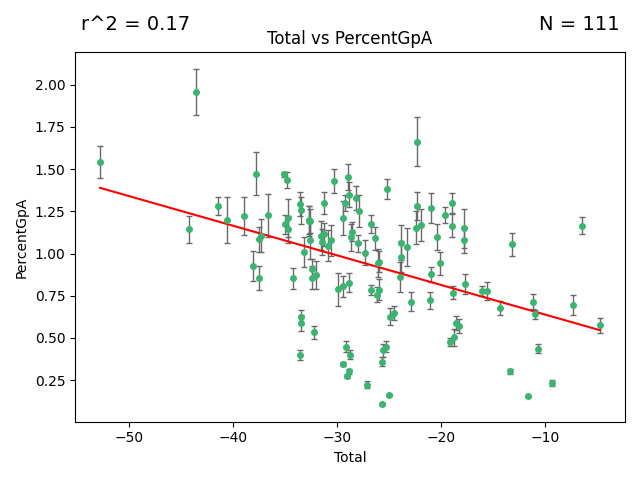 r^2 = 0.17
N = 111
Total vs PercentGpA
2.00
1.75
1.50
1.25
1.00
0.75
0.50
0.25
PercentGpA
−50
−40
−30
−20
−10
Total